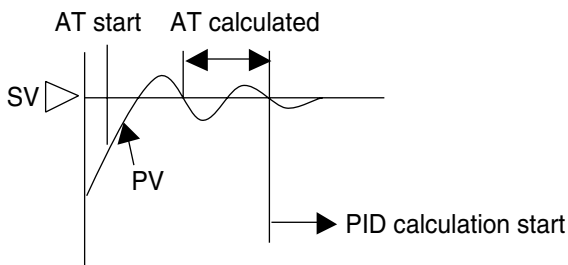 AT start
AT calculated
SV
PV
PID calculation start